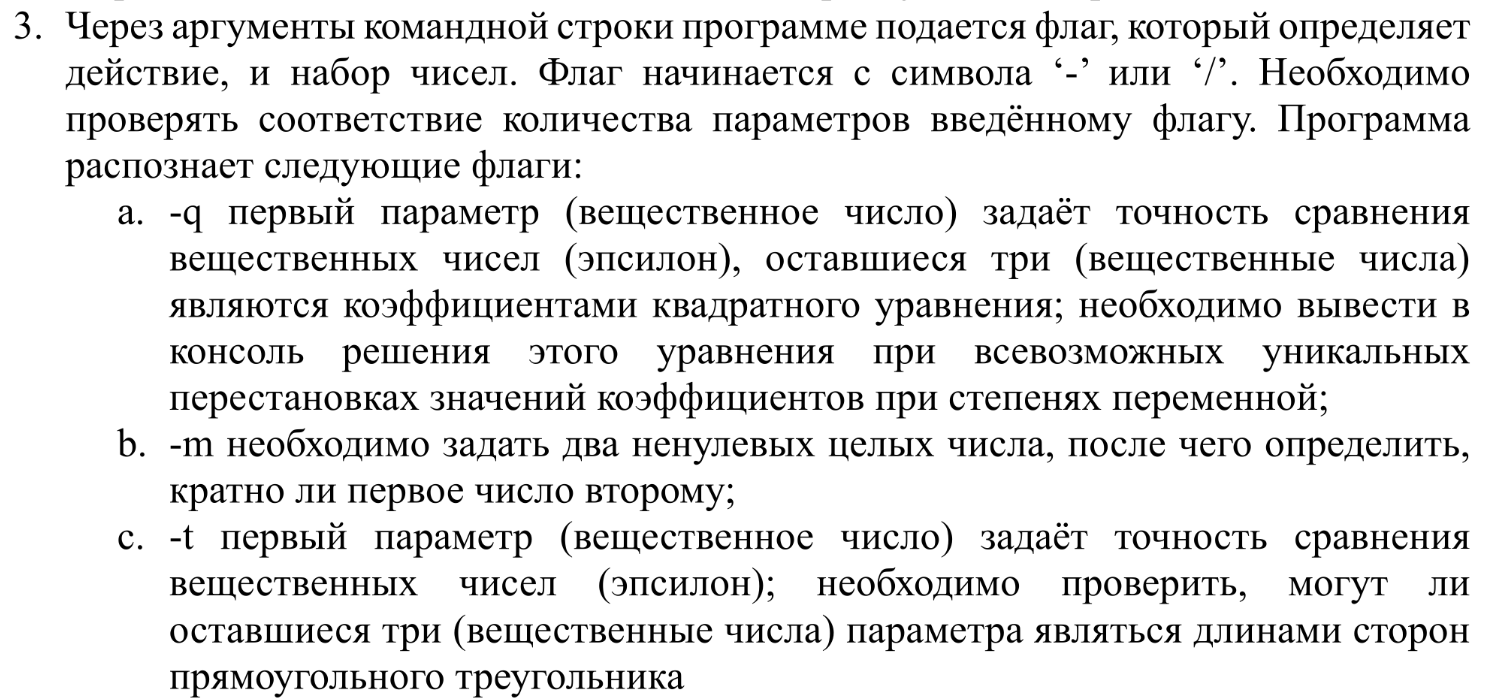 3. Через аргументы командной строки программе подается флаг, который определяет
действие, и набор чисел. Флаг начинается с символа ‘-’ или ‘/’. Необходимо
проверять соответствие количества параметров введённому флагу. Программа
распознает следующие флаги:
a. -q первый параметр (вещественное число) задаёт точность сравнения
вещественных чисел (эпсилон), оставшиеся три (вещественные числа)
являются коэффициентами квадратного уравнения; необходимо вывести в
консоль решения этого уравнения при всевозможных уникальных
перестановках значений коэффициентов при степенях переменной;
b. -m необходимо задать два ненулевых целых числа, после чего определить,
кратно ли первое число второму;
c. -t первый параметр (вещественное число) задаёт точность сравнения
вещественных чисел (эпсилон); необходимо проверить, могут ли
оставшиеся три (вещественные числа) параметра являться длинами сторон
прямоугольного треугольника